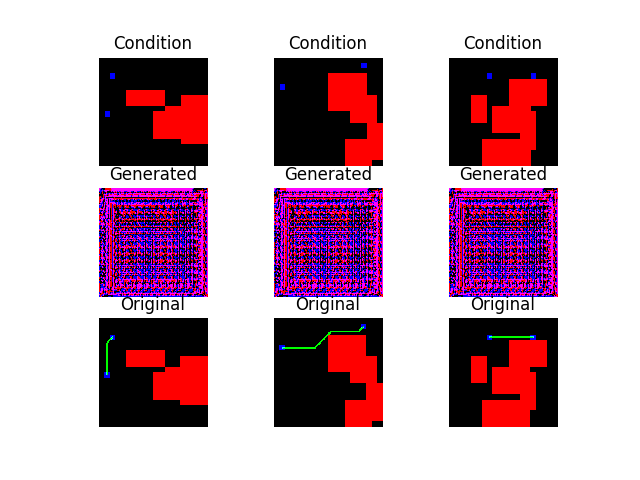 Condition Condition Condition
Generated Generated Generated
Original Original Original